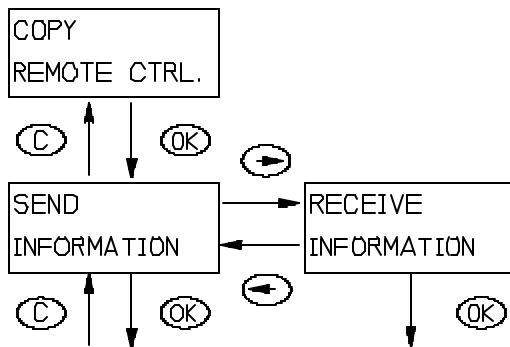 COPY
REMOTE CTRL.
C
OK
SEND
INFORMATION
RECEIVE
INFORMATION
C
OK
OK